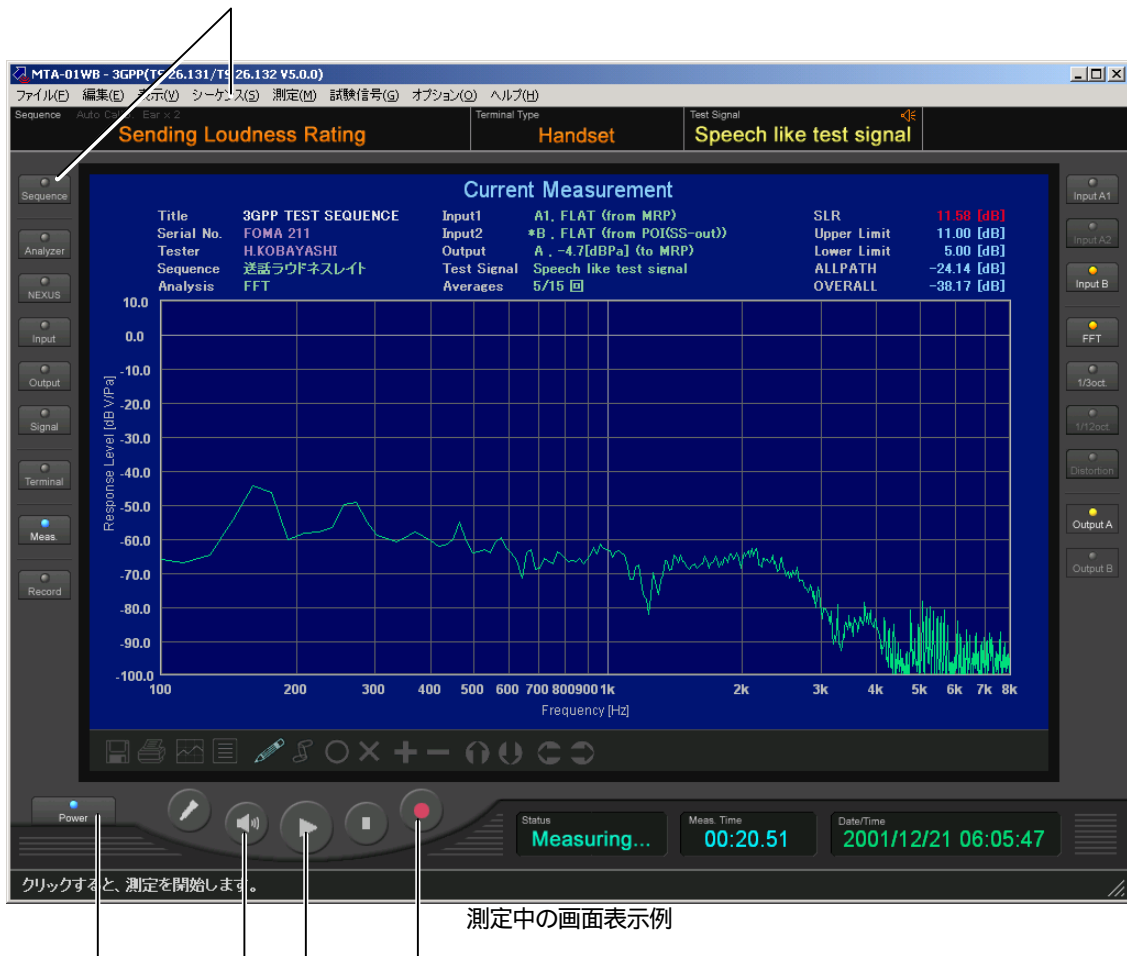 MTA-01WB - 3GPP(TS 26.131/TS 26.132 V5.0.0)
ファイル(F) 編集(E) 表示(V) シーケンス(S) 測定(M) 試験信号(G) オプション(O) ヘルプ(H)
Sequence Ear x 2 Terminal Type Test Signal
Sending Loudness Rating Handset Speech like test signal
Current Measurement
Title 3GPP TEST SEQUENCE Input1 A1, FLAT (from MRP) SLR 11.58 [dB]
Serial No. FOMA 211 Input2 *B , FLAT (from POI(SS-out)) Upper Limit 11.00 [dB]
Tester H.KOBAYASHI Output A , -4.7[dBPa] (to MRP) Lower Limit 5.00 [dB]
Sequence 送話ラウドネスレイト Test Signal Speech like test signal ALLPATH -24.14 [dB]
Analysis FFT Averages 5/15 回 OVERALL -38.17 [dB]
Sequence
Analyzer
NEXUS
Input
Output
Signal
Terminal
Meas.
Record
Response Level [dB V/Pa]
10.0
0.0
-10.0
-20.0
-30.0
-40.0
-50.0
-60.0
-70.0
-80.0
-90.0
-100.0
100 200 300 400 500 600 700 800 900 1k 2k 3k 4k 5k 6k 7k 8k
Frequency [Hz]
Input A1
Input A2
Input B
FFT
1/3oct.
1/12oct.
Distortion
Output A
Output B
Power
Status Meas. Time Date/Time
Measuring... 00:20.51 2001/12/21 06:05:47
クリックすると、測定を開始します。
測定中の画面表示例